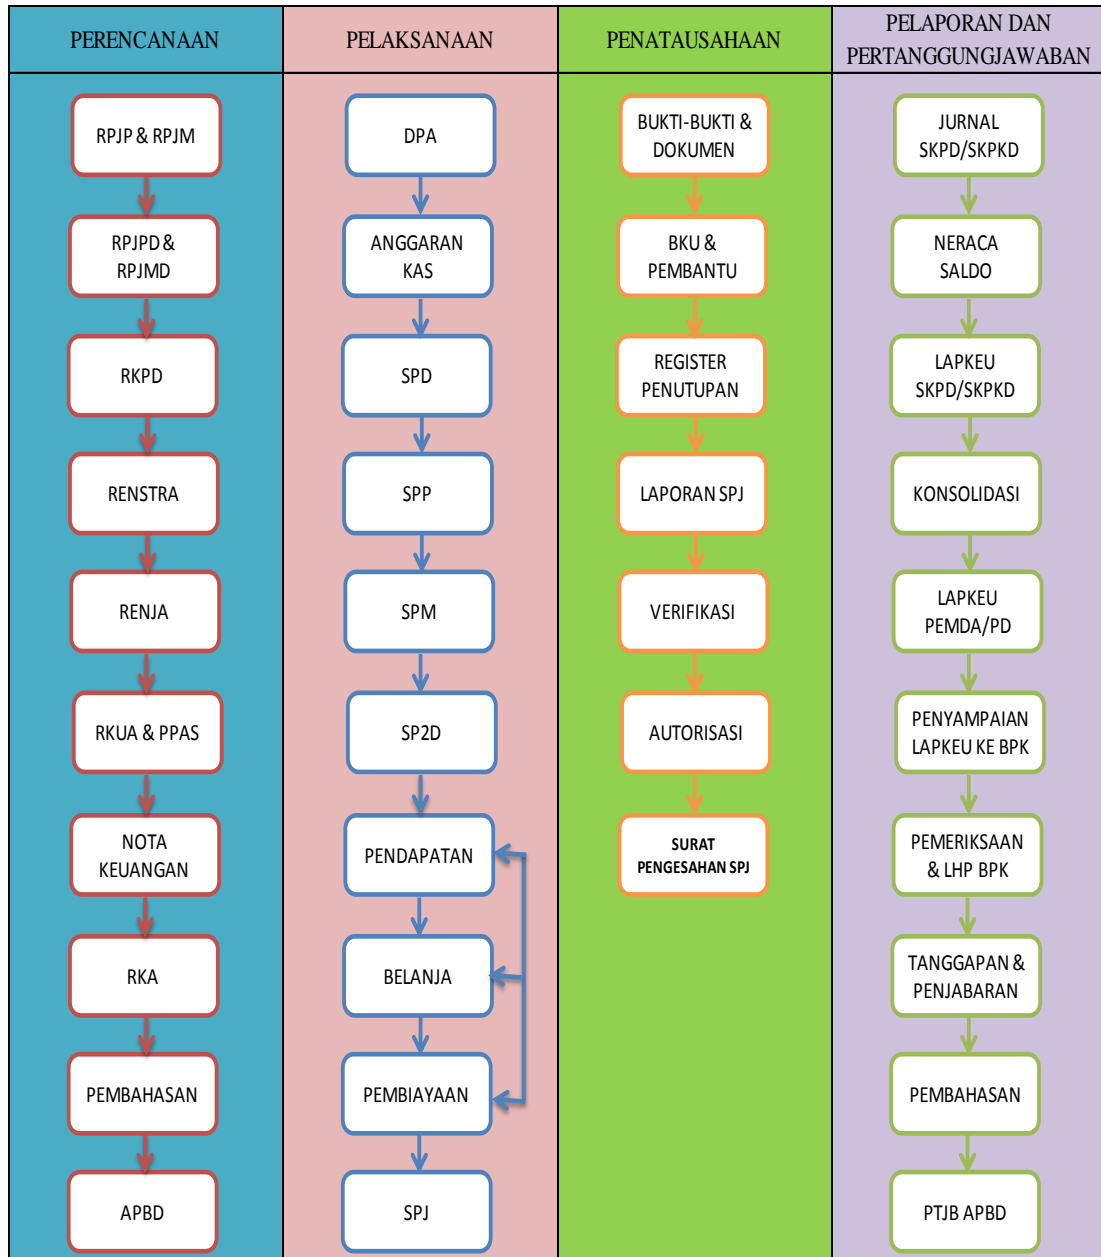 PERENCANAAN
PELAKSANAAN
PENATAUSAHAAN
PELAPORAN DAN
PERTANGGUNGJAWABAN
RPJP & RPJM
RPJPD &
RPJMD
RKPD
RENSTRA
RENJA
RKUA & PPAS
NOTA
KEUANGAN
RKA
PEMBAHASAN
APBD
DPA
ANGGARAN
KAS
SPD
SPP
SPM
SP2D
PENDAPATAN
BELANJA
PEMBIAYAAN
SPJ
BUKTI-BUKTI &
DOKUMEN
BKU &
PEMBANTU
REGISTER
PENUTUPAN
LAPORAN SPJ
VERIFIKASI
AUTORISASI
SURAT
PENGESAHAN SPJ
JURNAL
SKPD/SKPKD
NERACA
SALDO
LAPKEU
SKPD/SKPKD
KONSOLIDASI
LAPKEU
PEMDA/PD
PENYAMPAIAN
LAPKEU KE BPK
PEMERIKSAAN
& LHP BPK
TANGGAPAN &
PENJABARAN
PEMBAHASAN
PTJB APBD